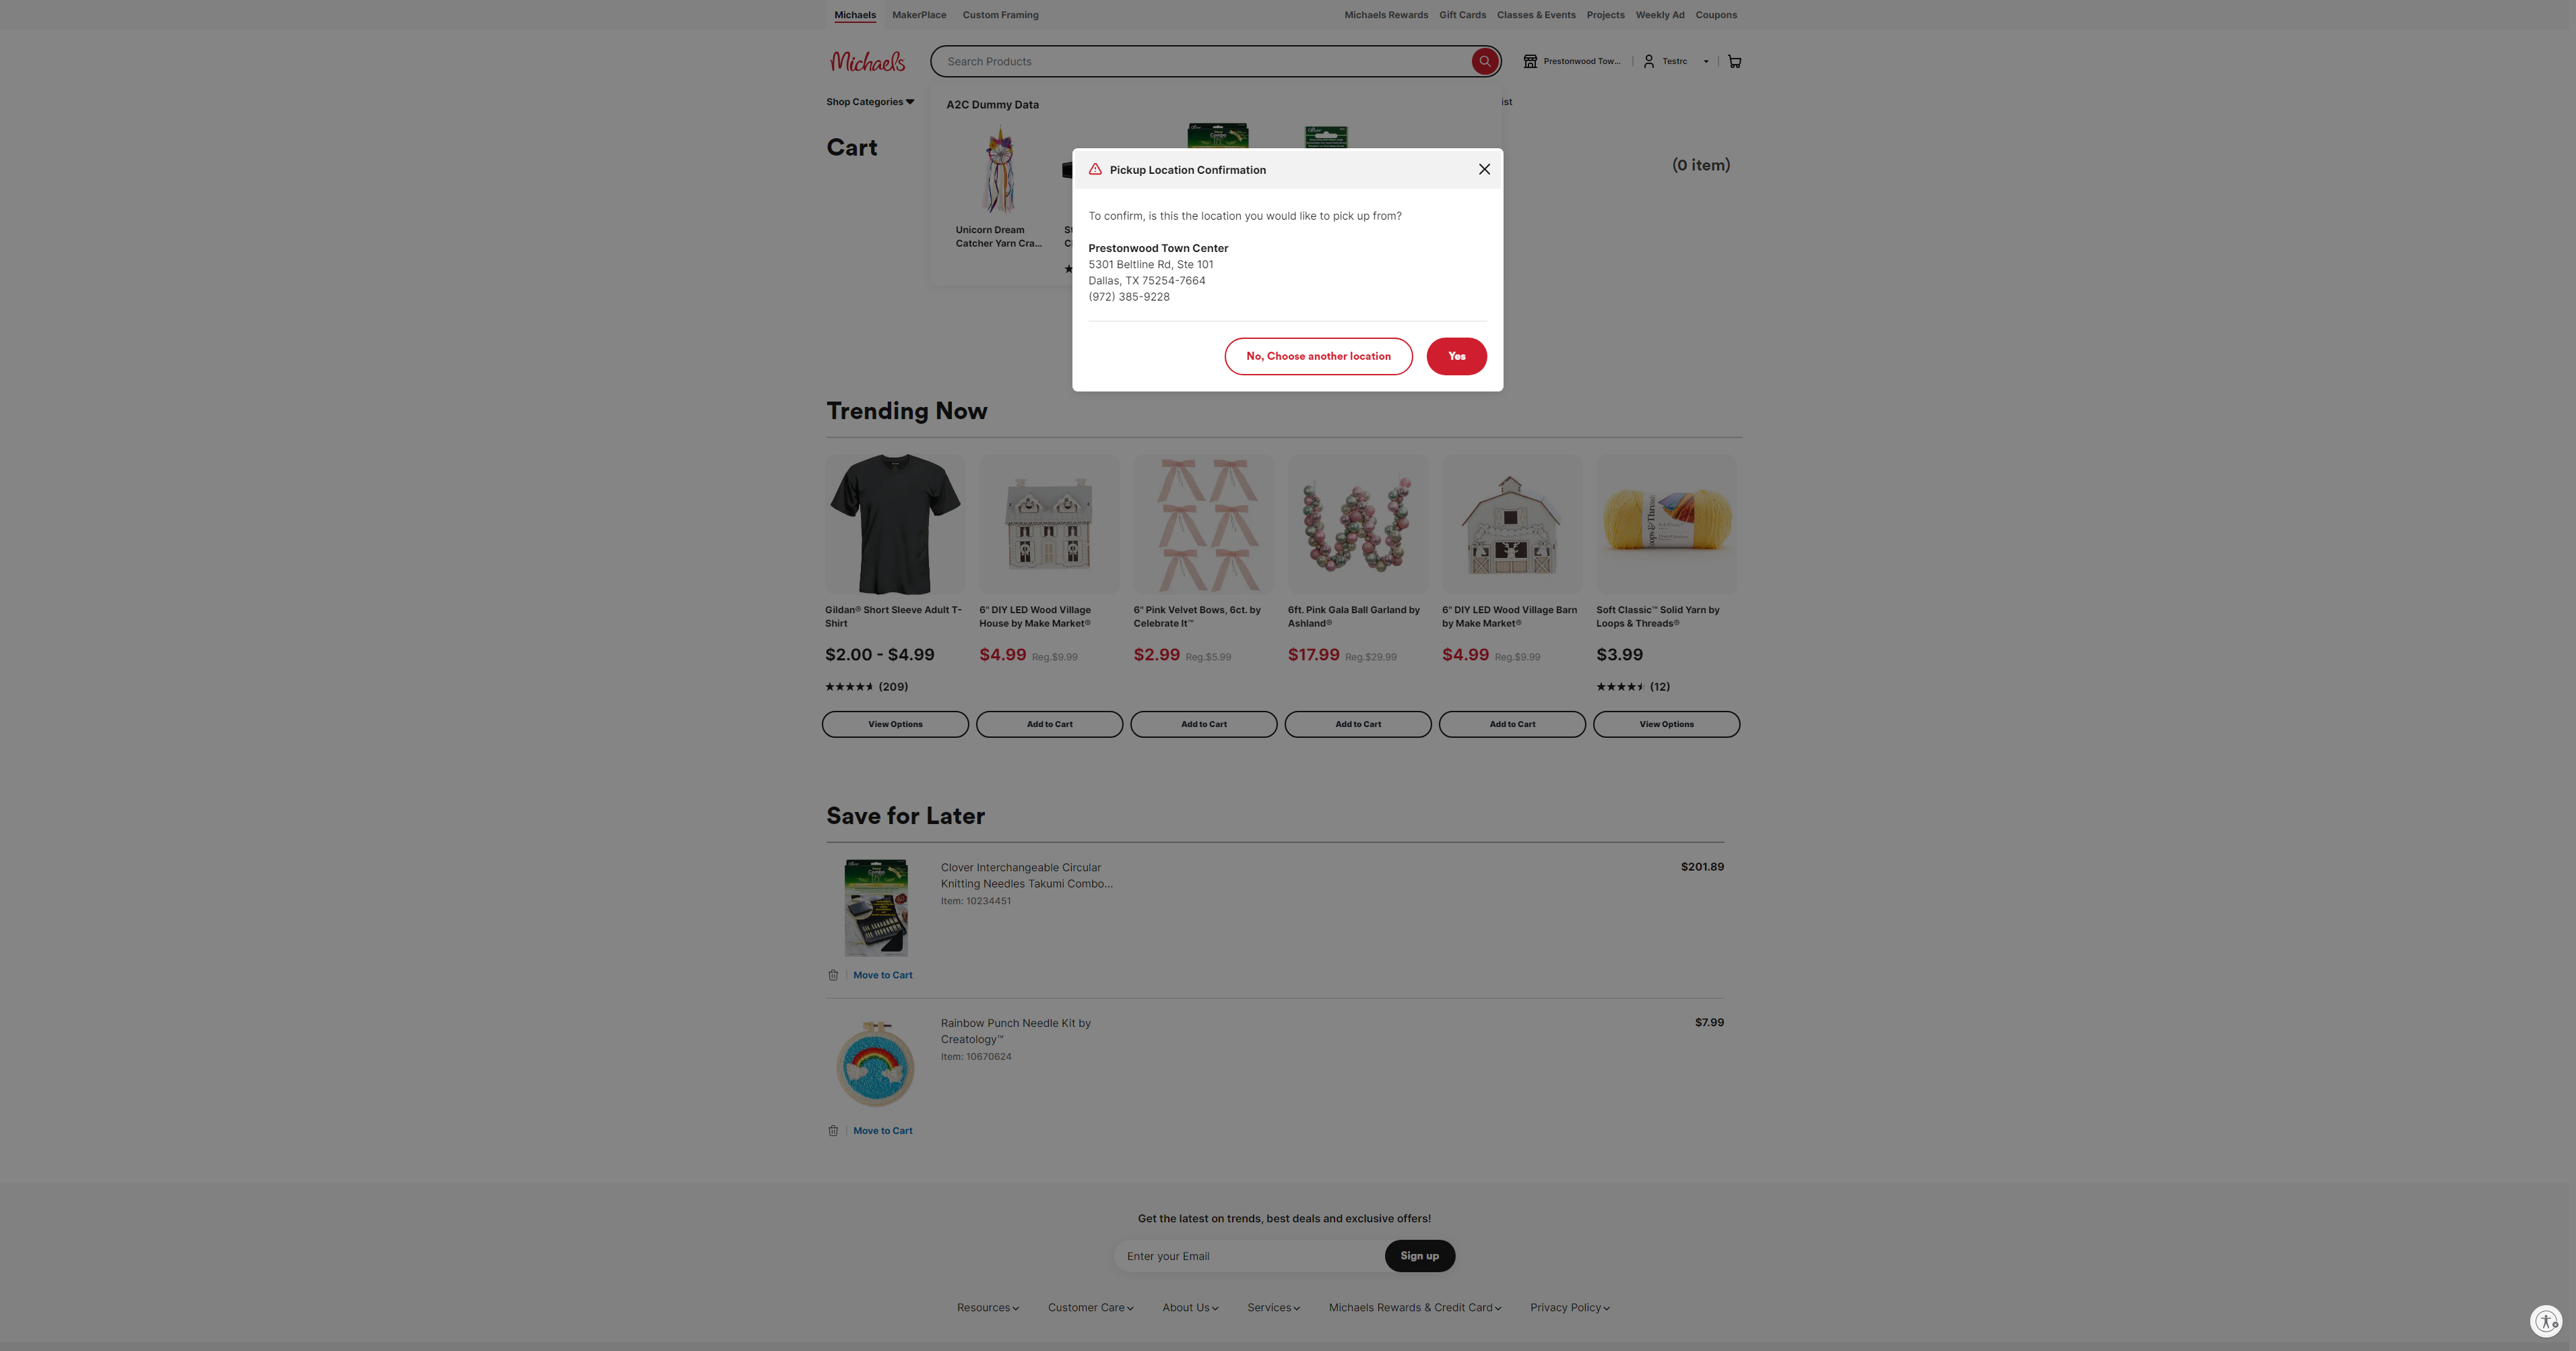 Michaels MakerPlace Custom Framing Michaels Rewards Gift Cards Classes & Events Projects Weekly Ad Coupons
Michaels Search Products Prestonwood Tow... Testrc
Shop Categories A2C Dummy Data ist
Cart
(0 item)
Unicorn Dream
Catcher Yarn Cra...
Pickup Location Confirmation
To confirm, is this the location you would like to pick up from?
Prestonwood Town Center
5301 Beltline Rd, Ste 101
Dallas, TX 75254-7664
(972) 385-9228
No, Choose another location Yes
Trending Now
Gildan® Short Sleeve Adult T-
Shirt
$2.00 - $4.99
(209)
View Options
6" DIY LED Wood Village
House by Make Market®
$4.99 Reg.$9.99
Add to Cart
6" Pink Velvet Bows, 6ct. by
Celebrate It™
$2.99 Reg.$5.99
Add to Cart
6ft. Pink Gala Ball Garland by
Ashland®
$17.99 Reg.$29.99
Add to Cart
6" DIY LED Wood Village Barn
by Make Market®
$4.99 Reg.$9.99
Add to Cart
Soft Classic™ Solid Yarn by
Loops & Threads®
$3.99
(12)
View Options
Save for Later
Clover Interchangeable Circular
Knitting Needles Takumi Combo...
Item: 10234451
$201.89
Move to Cart
Rainbow Punch Needle Kit by
Creatology™
Item: 10670624
$7.99
Move to Cart
Get the latest on trends, best deals and exclusive offers!
Enter your Email Sign up
Resources Customer Care About Us Services Michaels Rewards & Credit Card Privacy Policy